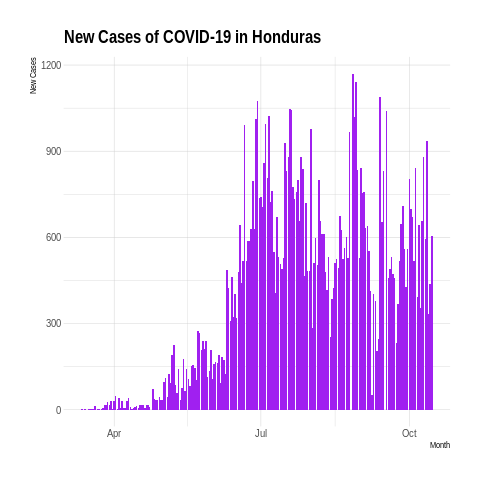 New Cases of COVID-19 in Honduras
New Cases
1200
900
600
300
0
Apr
Jul
Oct
Month